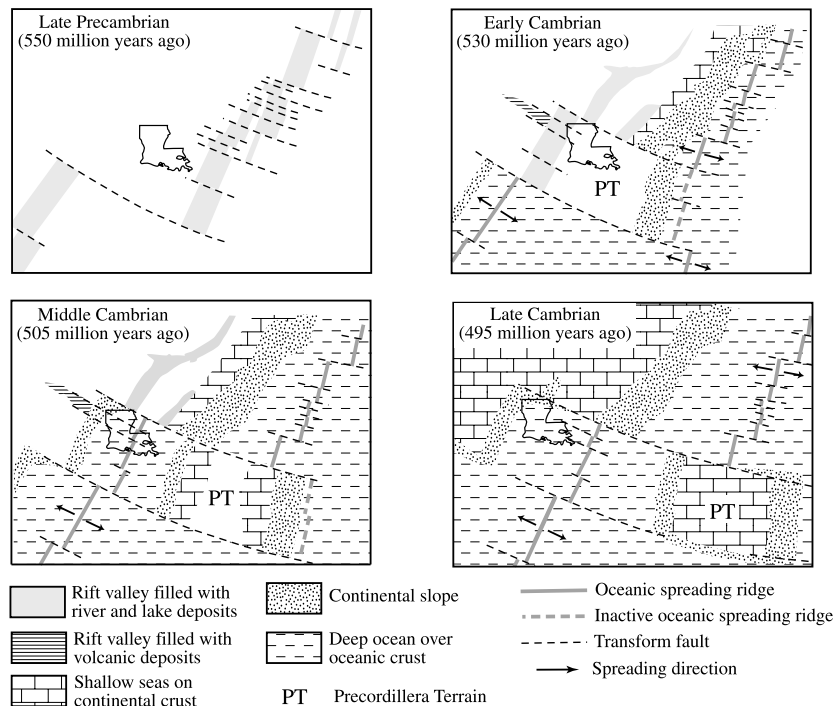 Late Precambrian
(550 million years ago)
Early Cambrian
(530 million years ago)
PT
Middle Cambrian
(505 million years ago)
PT
Late Cambrian
(495 million years ago)
PT
Rift valley filled with
river and lake deposits
Rift valley filled with
volcanic deposits
Shallow seas on
continental crust
Continental slope
Deep ocean over
oceanic crust
PT Precordillera Terrain
Oceanic spreading ridge
Inactive oceanic spreading ridge
Transform fault
Spreading direction